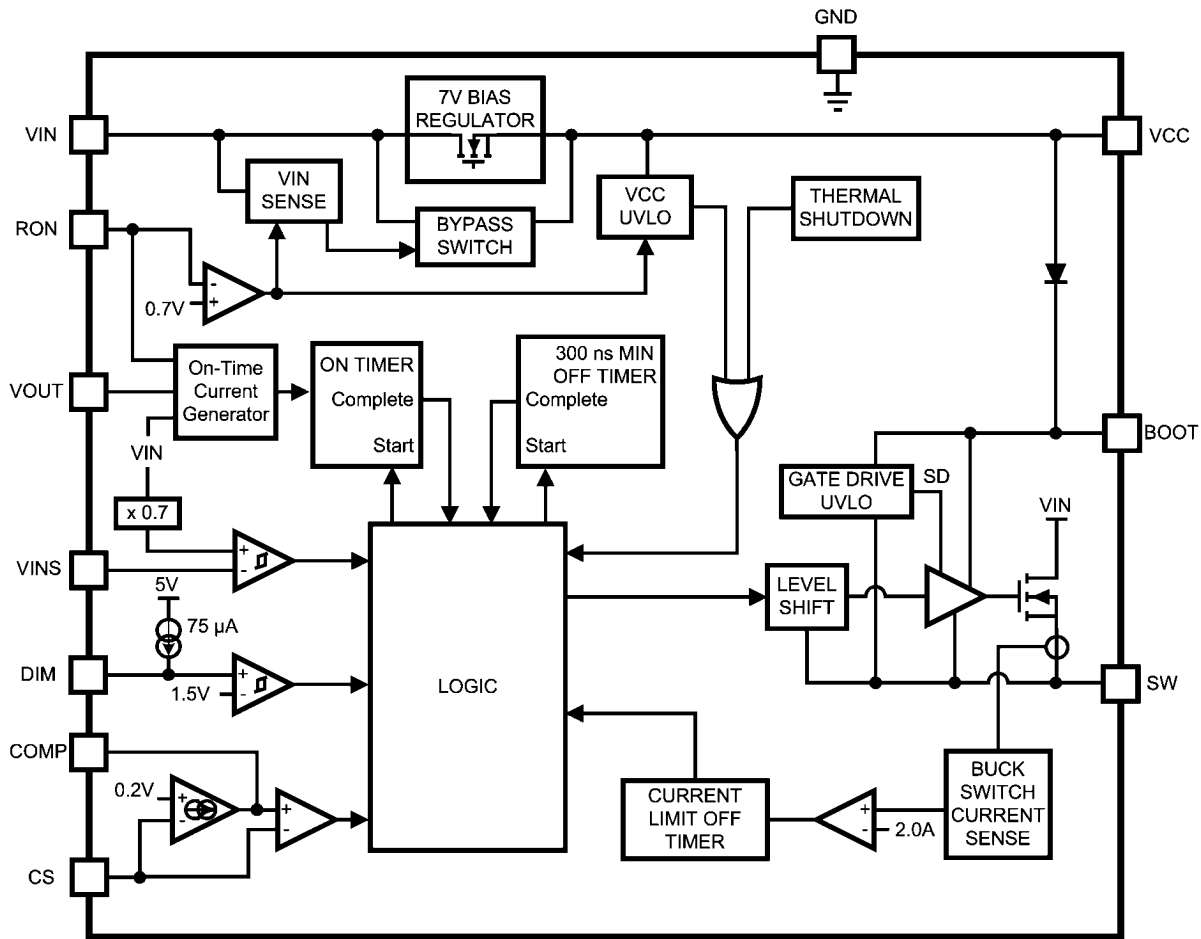 GND
VIN
7V BIAS
REGULATOR
VCC
VIN
SENSE
BYPASS
SWITCH
VCC
UVLO
THERMAL
SHUTDOWN
RON
-
+
0.7V
VOUT
On-Time
Current
Generator
VIN
x 0.7
ON TIMER
Complete
Start
300 ns MIN
OFF TIMER
Complete
Start
BOOT
GATE DRIVE
UVLO
SD
VIN
VINS
+
-
5V
75 µA
LEVEL
SHIFT
DIM
+
1.5V
-
LOGIC
SW
COMP
0.2V
+
-
+
-
CURRENT
LIMIT OFF
TIMER
+
-
2.0A
BUCK
SWITCH
CURRENT
SENSE
CS